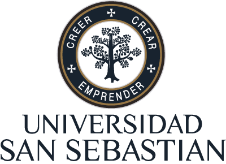 CREER CREAR
EMPRENDER
UNIVERSIDAD
SAN SEBASTIAN